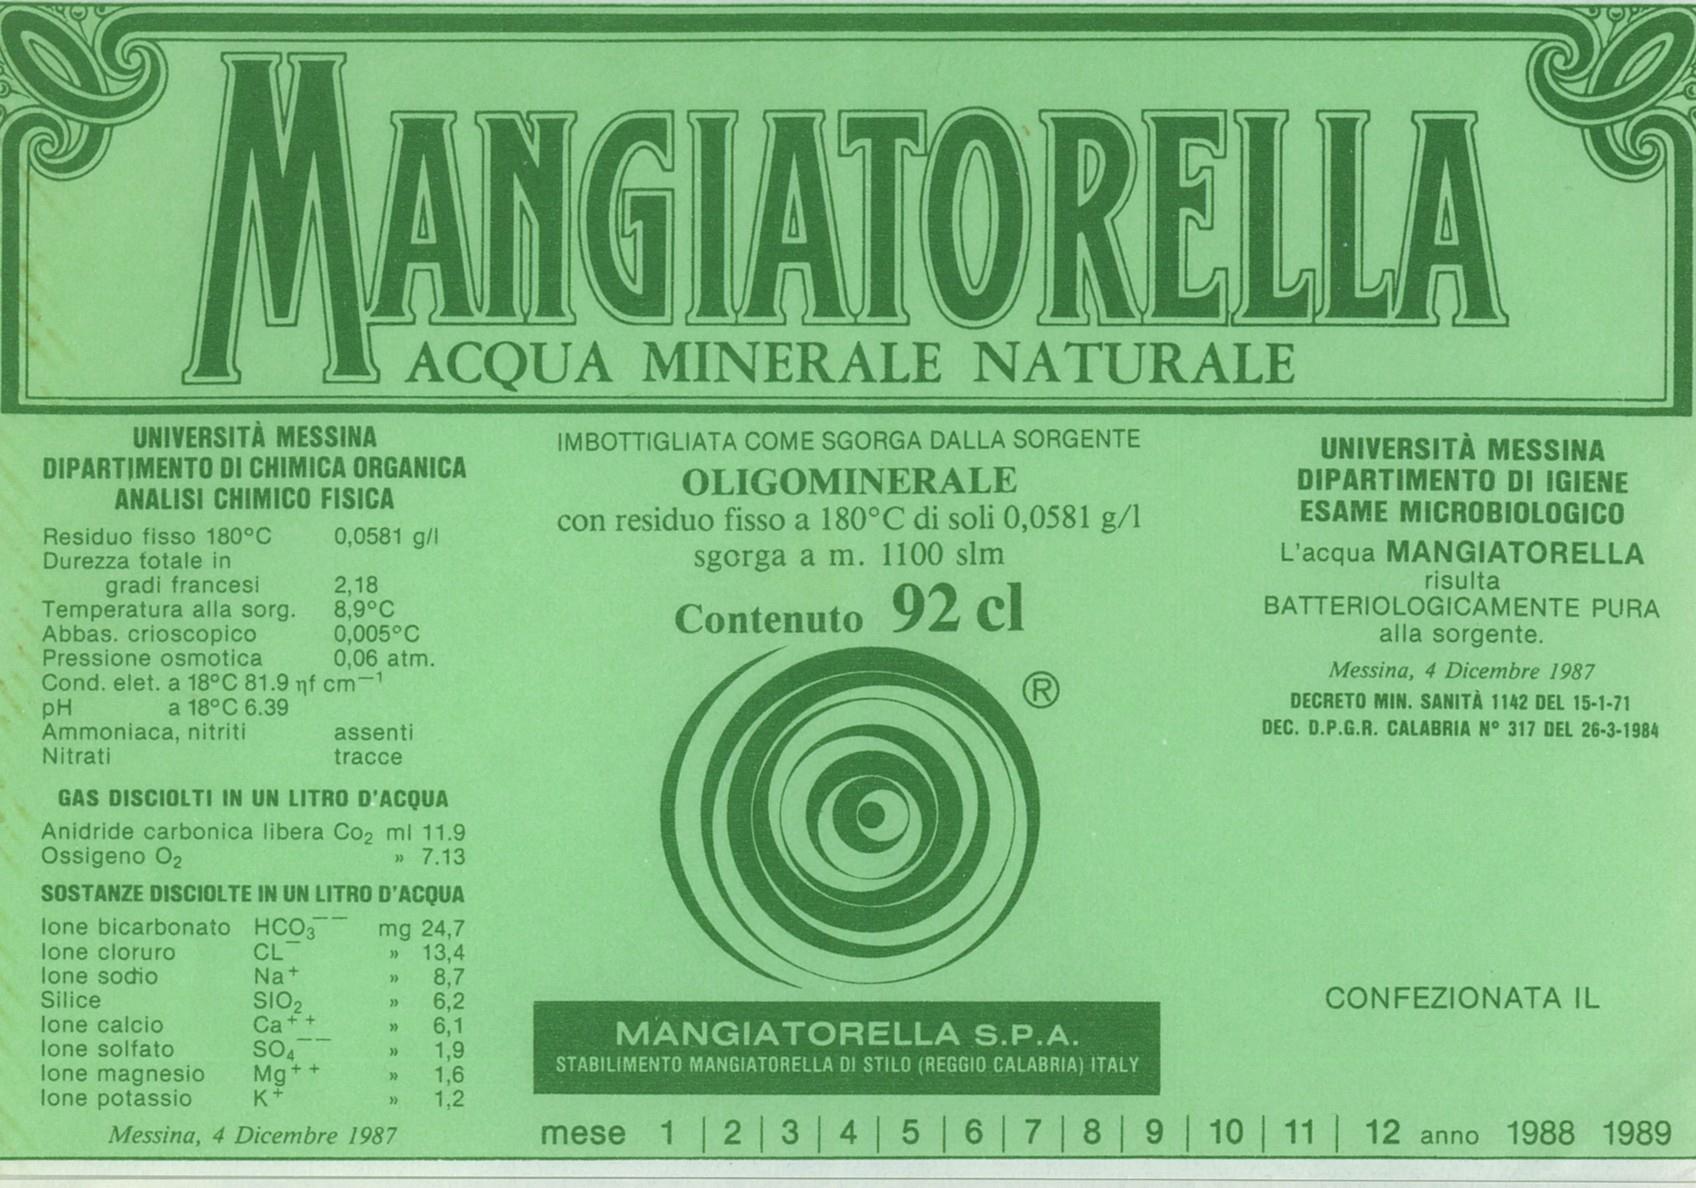 MANGIATORELLA
ACQUA MINERALE NATURALE
UNIVERSITÀ MESSINA
DIPARTIMENTO DI CHIMICA ORGANICA
ANALISI CHIMICO FISICA
Residuo fisso 180°C 0,0581 g/l
Durezza totale in
gradi francesi 2,18
Temperatura alla sorg. 8,9°C
Abbas. crioscopico 0,005°C
Pressione osmotica 0,06 atm.
Cond. elet. a 18°C 81.9 ηf cm⁻¹
pH a 18°C 6.39
Ammoniaca, nitriti assenti
Nitrati tracce
GAS DISCIOLTI IN UN LITRO D'ACQUA
Anidride carbonica libera Co₂ ml 11.9
Ossigeno O₂ » 7.13
SOSTANZE DISCIOLTE IN UN LITRO D'ACQUA
Ione bicarbonato HCO₃⁻⁻ mg 24,7
Ione cloruro CL⁻ » 13,4
Ione sodio Na⁺ » 8,7
Silice SIO₂ » 6,2
Ione calcio Ca⁺⁺ » 6,1
Ione solfato SO₄⁻⁻ » 1,9
Ione magnesio Mg⁺⁺ » 1,6
Ione potassio K⁺ » 1,2
Messina, 4 Dicembre 1987
IMBOTTIGLIATA COME SGORGA DALLA SORGENTE
OLIGOMINERALE
con residuo fisso a 180°C di soli 0,0581 g/l
sgorga a m. 1100 slm
Contenuto 92 cl
®
MANGIATORELLA S.P.A.
STABILIMENTO MANGIATORELLA DI STILO (REGGIO CALABRIA) ITALY
UNIVERSITÀ MESSINA
DIPARTIMENTO DI IGIENE
ESAME MICROBIOLOGICO
L'acqua MANGIATORELLA
risulta
BATTERIOLOGICAMENTE PURA
alla sorgente.
Messina, 4 Dicembre 1987
DECRETO MIN. SANITÀ 1142 DEL 15-1-71
DEC. D.P.G.R. CALABRIA N° 317 DEL 26-3-1984
CONFEZIONATA IL
mese 1 | 2 | 3 | 4 | 5 | 6 | 7 | 8 | 9 | 10 | 11 | 12 anno 1988 1989